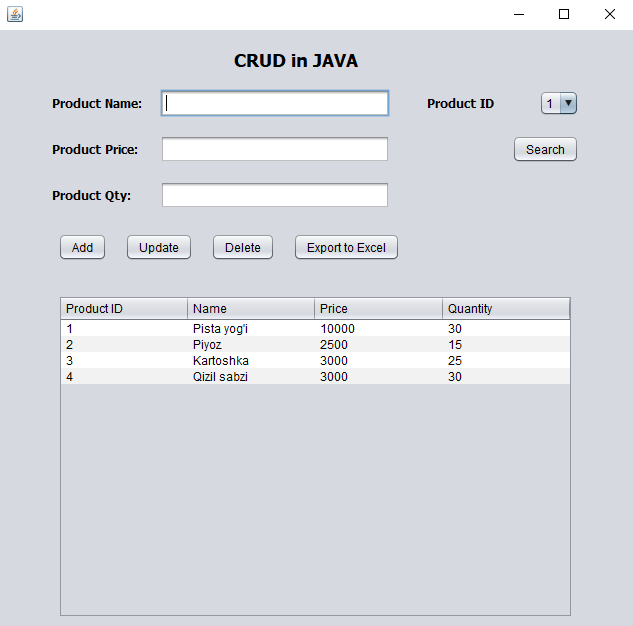 CRUD in JAVA
Product Name: Product ID 1
Product Price: Search
Product Qty:
Add Update Delete Export to Excel
Product ID Name Price Quantity
1 Pista yog'i 10000 30
2 Piyoz 2500 15
3 Kartoshka 3000 25
4 Qizil sabzi 3000 30